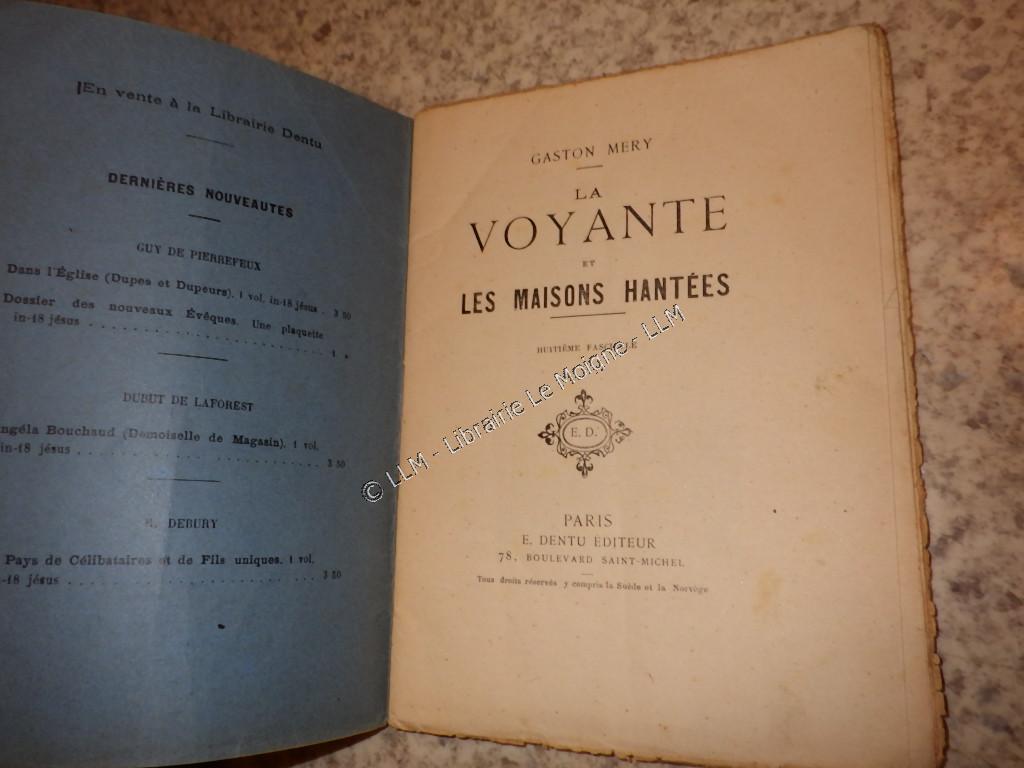 En vente à la Librairie Dentu
DERNIÈRES NOUVEAUTES
GUY DE PIERREFEUX
Dans l'Église (Dupes et Dupeurs). 1 vol. in-18 jésus . 3 50
Dossier des nouveaux Évêques. Une plaquette
in-18 jésus . . . . . . . . . . . . . . . . . . . . 1 »
DUBUT DE LAFOREST
ngéla Bouchaud (Demoiselle de Magasin). 1 vol.
in-18 jésus . . . . . . . . . . . . . . . . . . . . 3 50
DEBURY
Pays de Célibataires et de Fils uniques. 1 vol.
n-18 jésus . . . . . . . . . . . . . . . . . . . . 3 50
GASTON MERY
LA
VOYANTE
ET
LES MAISONS HANTÉES
HUITIÈME FASCICULE
E. D.
PARIS
E. DENTU ÉDITEUR
78, BOULEVARD SAINT-MICHEL
Tous droits réservés y compris la Suède et la Norvège
© LLM - Librairie Le Moigne - LLM